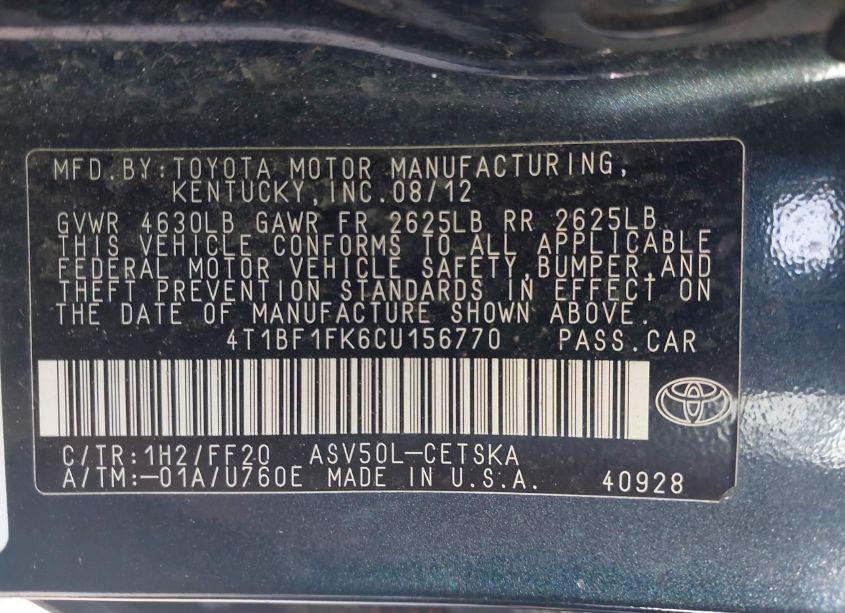 MFD.BY:TOYOTA MOTOR MANUFACTURING,
KENTUCKY,INC.08/12
GVWR 4630LB GAWR FR 2625LB RR 2625LB
THIS VEHICLE CONFORMS TO ALL APPLICABLE
FEDERAL MOTOR VEHICLE SAFETY,BUMPER,AND
THEFT PREVENTION STANDARDS IN EFFECT ON
THE DATE OF MANUFACTURE SHOWN ABOVE.
4T1BF1FK6CU156770 PASS.CAR
C/TR:1H2/FF20 ASV50L-CETSKA
A/TM:-01A/U760E MADE IN U.S.A. 40928